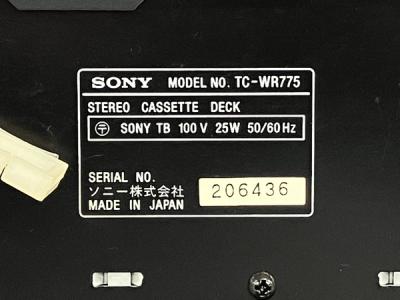 SONY MODEL NO. TC-WR775
STEREO CASSETTE DECK
〒 SONY TB 100V 25W 50/60Hz
SERIAL NO.
ソニー株式会社 206436
MADE IN JAPAN